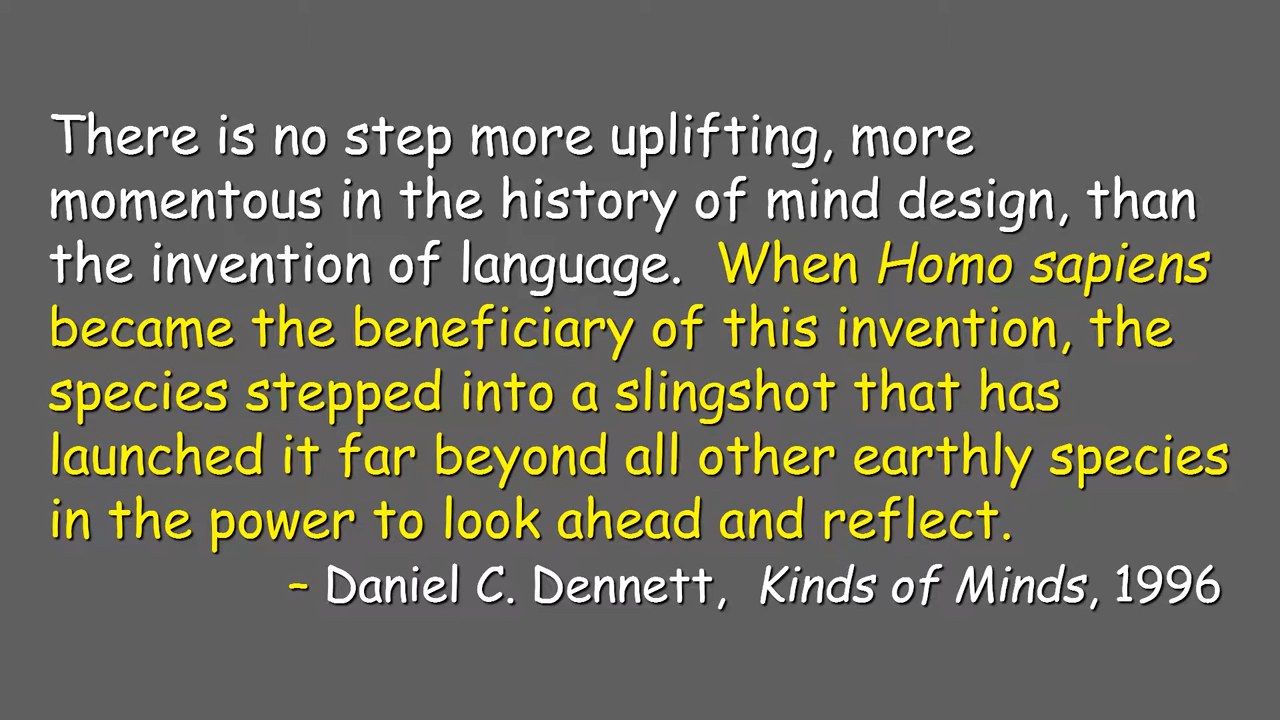 There is no step more uplifting, more
momentous in the history of mind design, than
the invention of language. When Homo sapiens
became the beneficiary of this invention, the
species stepped into a slingshot that has
launched it far beyond all other earthly species
in the power to look ahead and reflect.
– Daniel C. Dennett, Kinds of Minds, 1996